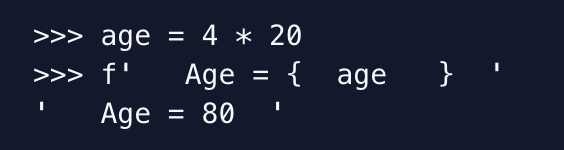 >>> age = 4 * 20
>>> f'   Age = {  age   }  '
'   Age = 80  '